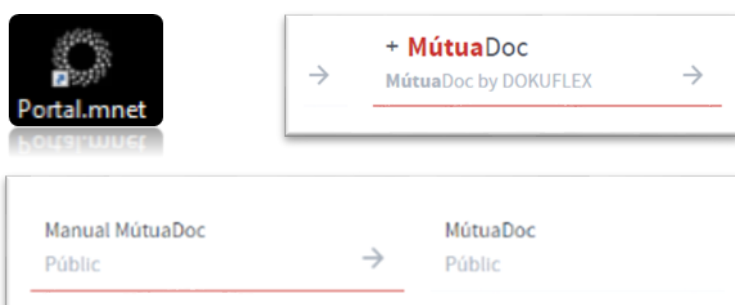 Portal.mnet
+ MútuaDoc
MútuaDoc by DOKUFLEX
Manual MútuaDoc
Públic
MútuaDoc
Públic